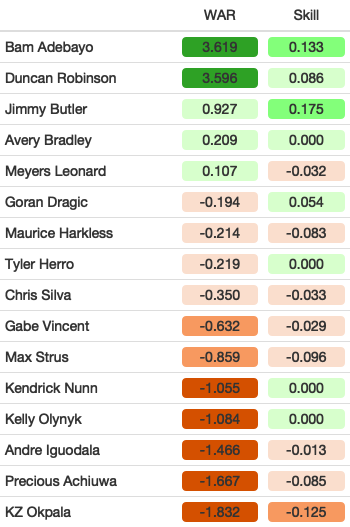 WAR Skill
Bam Adebayo 3.619 0.133
Duncan Robinson 3.596 0.086
Jimmy Butler 0.927 0.175
Avery Bradley 0.209 0.000
Meyers Leonard 0.107 -0.032
Goran Dragic -0.194 0.054
Maurice Harkless -0.214 -0.083
Tyler Herro -0.219 0.000
Chris Silva -0.350 -0.033
Gabe Vincent -0.632 -0.029
Max Strus -0.859 -0.096
Kendrick Nunn -1.055 0.000
Kelly Olynyk -1.084 0.000
Andre Iguodala -1.466 -0.013
Precious Achiuwa -1.667 -0.085
KZ Okpala -1.832 -0.125